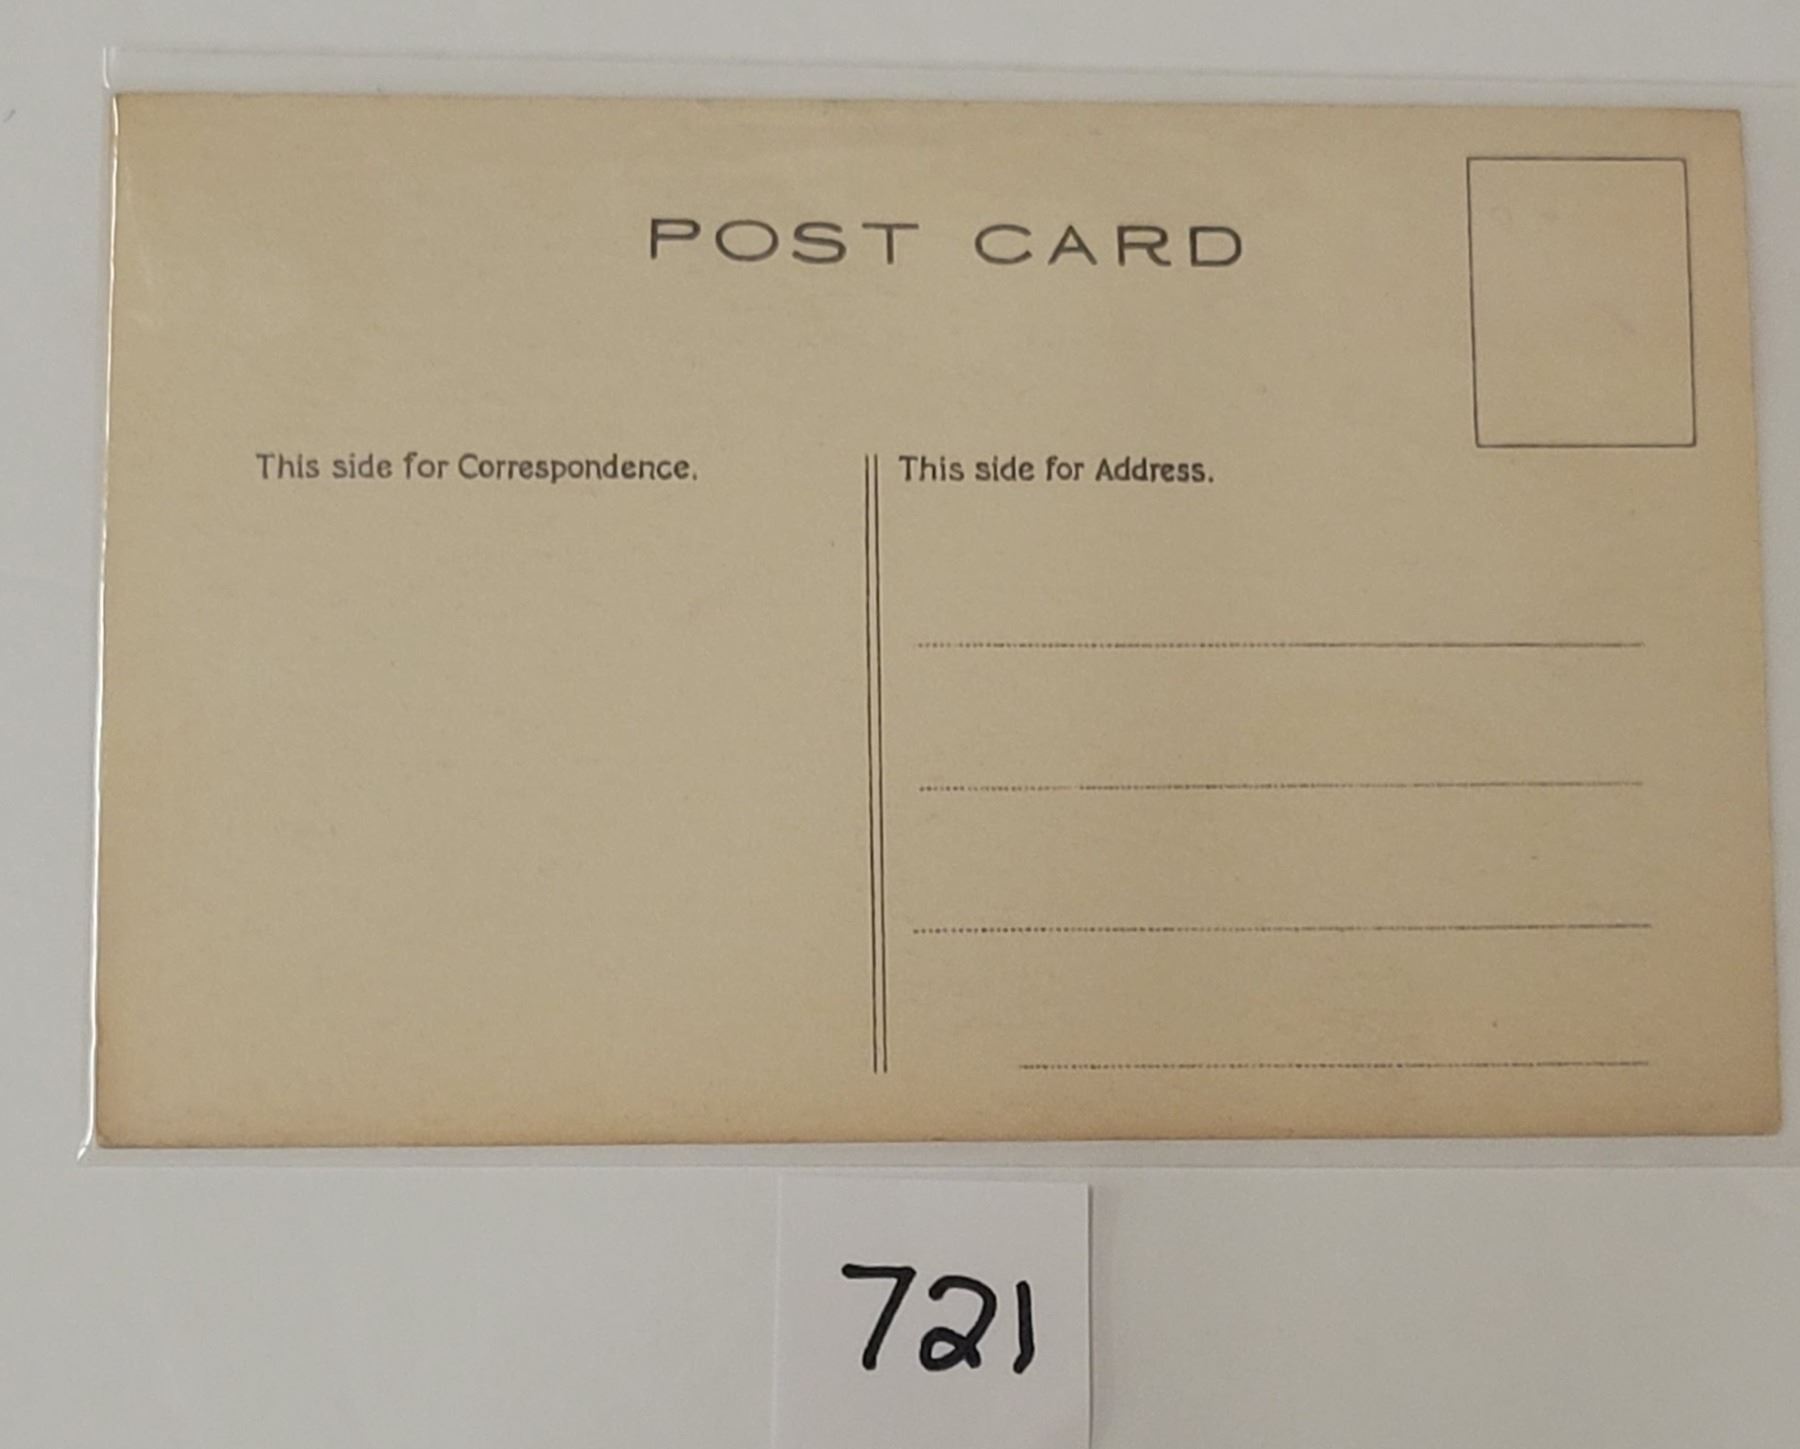 POST CARD
This side for Correspondence.
This side for Address.
721